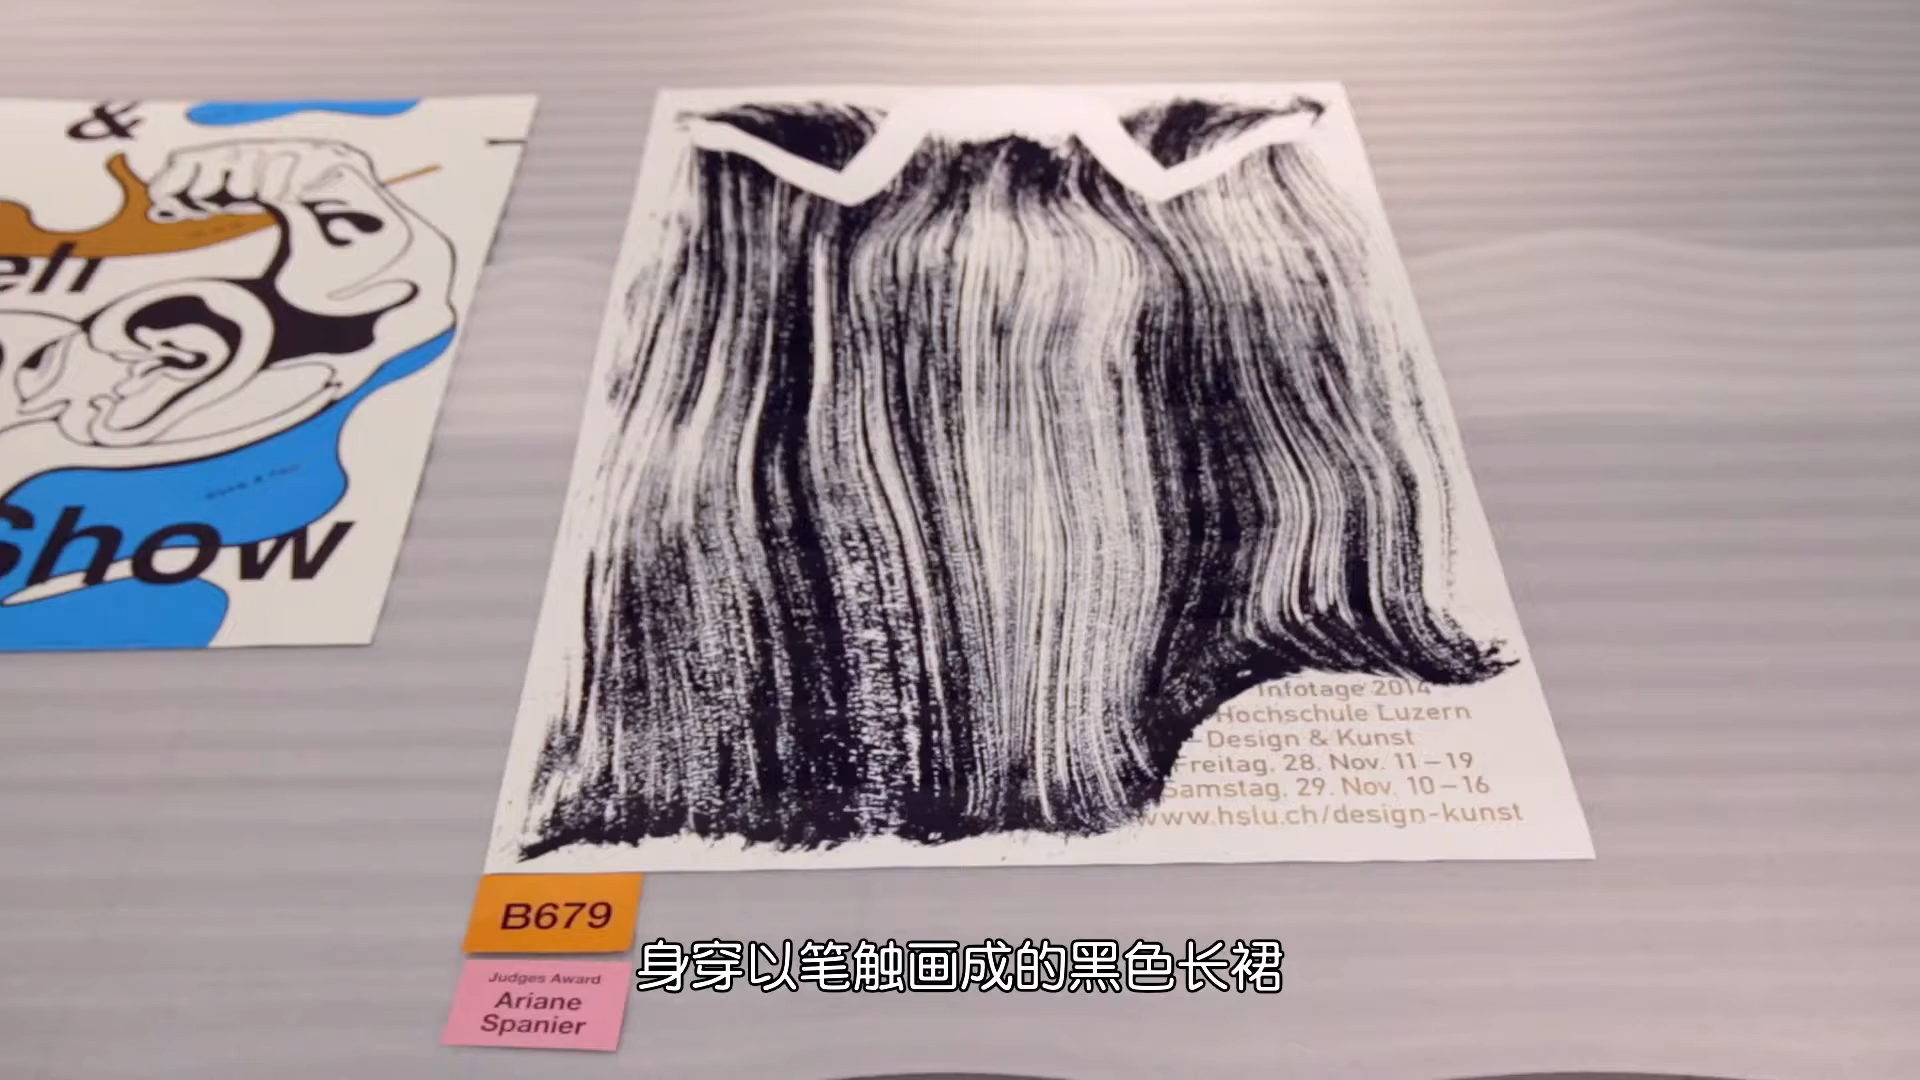 &
ell
Show
Infotage 2014
Hochschule Luzern
Design & Kunst
Freitag, 28. Nov. 11–19
Samstag, 29. Nov. 10–16
www.hslu.ch/design-kunst
B679
Judges Award
Ariane
Spanier
身穿以笔触画成的黑色长裙